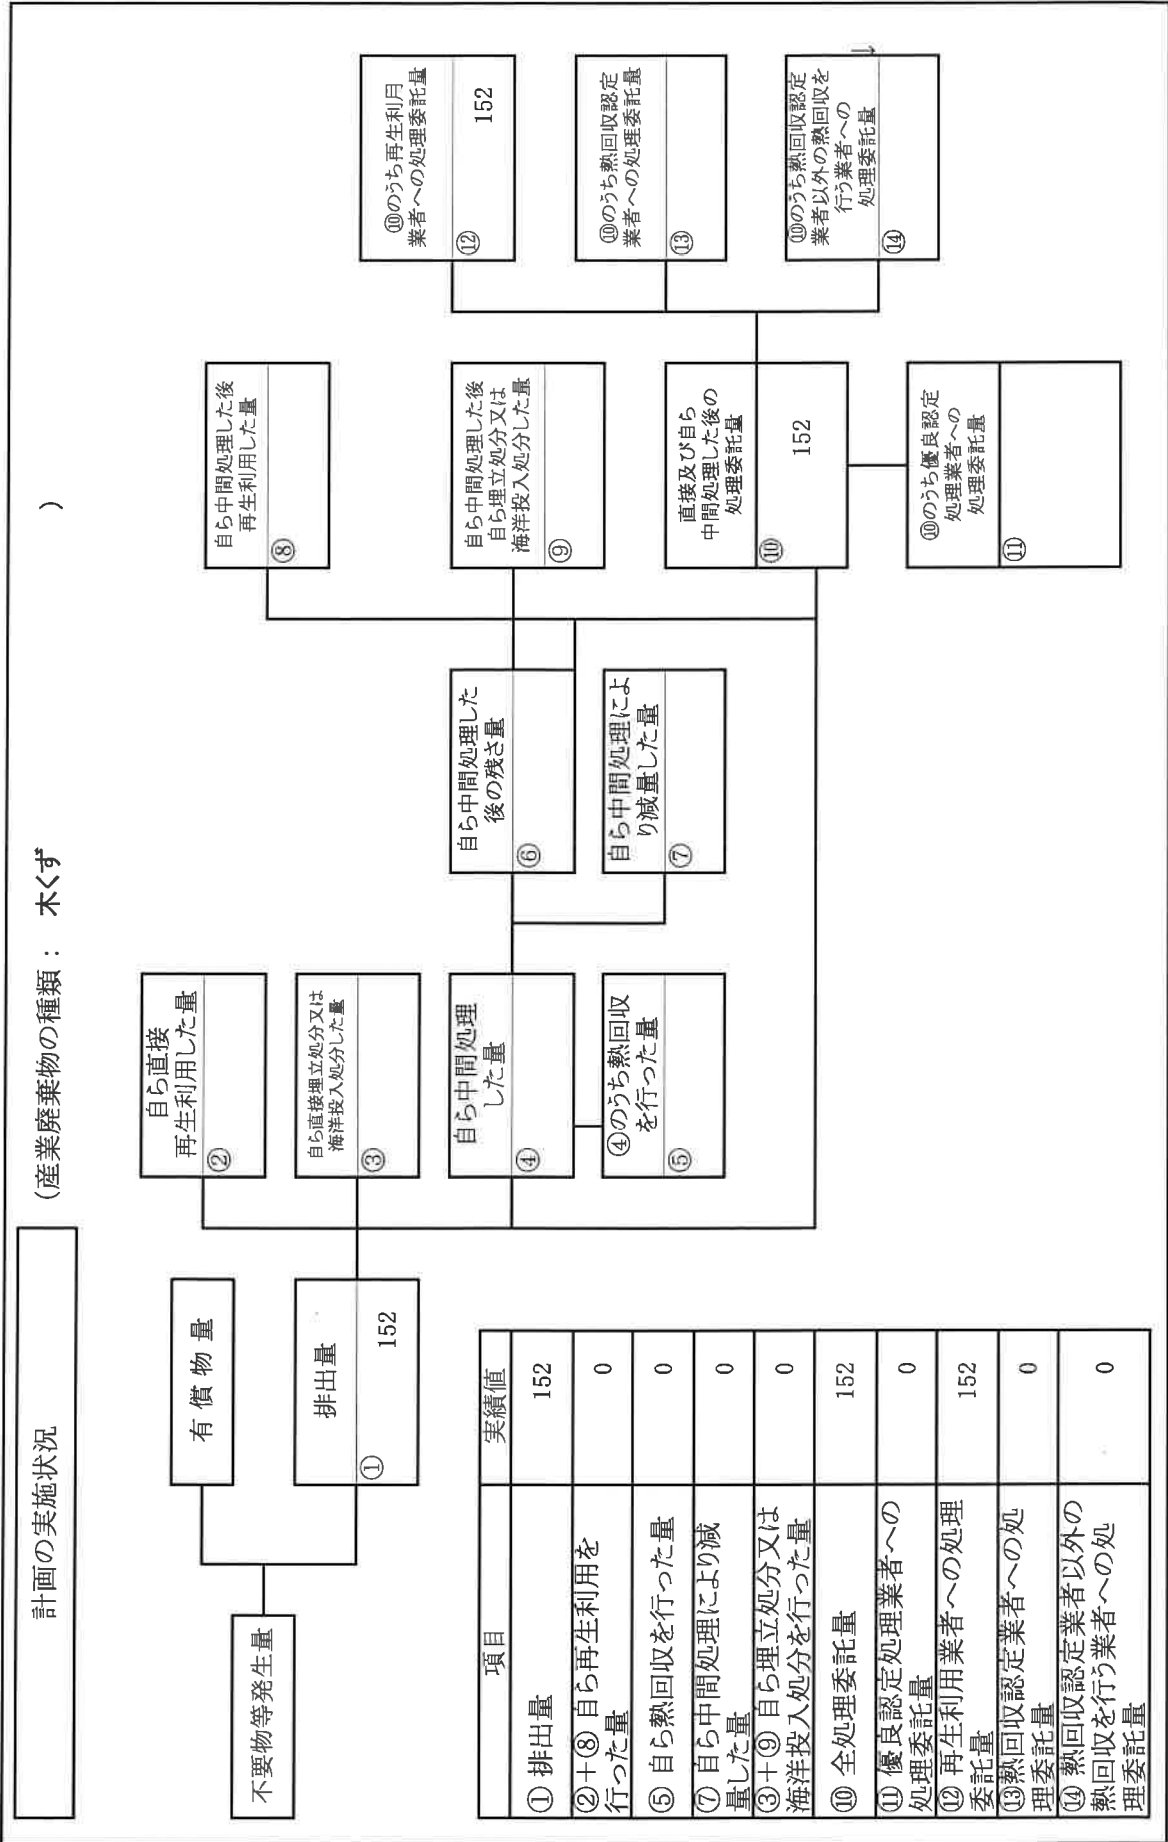 計画の実施状況
(産業廃棄物の種類： 木くず )
不要物等発生量
有償物量
排出量
① 152
自ら直接
再生利用した量
②
自ら直接埋立処分又は
海洋投入処分した量
③
自ら中間処理
した量
④
④のうち熱回収
を行った量
⑤
自ら中間処理した
後の残さ量
⑥
自ら中間処理によ
り減量した量
⑦
自ら中間処理した後
再生利用した量
⑧
自ら中間処理した後
自ら埋立処分又は
海洋投入処分した量
⑨
直接及び自ら
中間処理した後の
処理委託量
⑩ 152
⑩のうち優良認定
処理業者への
処理委託量
⑪
⑩のうち再生利用
業者への処理委託量
⑫ 152
⑩のうち熱回収認定
業者への処理委託量
⑬
⑩のうち熱回収認定
業者以外の熱回収を
行う業者への
処理委託量
⑭
項目 実績値
① 排出量 152
②＋⑧ 自ら再生利用を
行った量 0
⑤ 自ら熱回収を行った量 0
⑦ 自ら中間処理により減
量した量 0
③＋⑨ 自ら埋立処分又は
海洋投入処分を行った量 0
⑩ 全処理委託量 152
⑪ 優良認定処理業者への
処理委託量 0
⑫ 再生利用業者への処理
委託量 152
⑬熱回収認定業者への処
理委託量 0
⑭ 熱回収認定業者以外の
熱回収を行う業者への処
理委託量 0